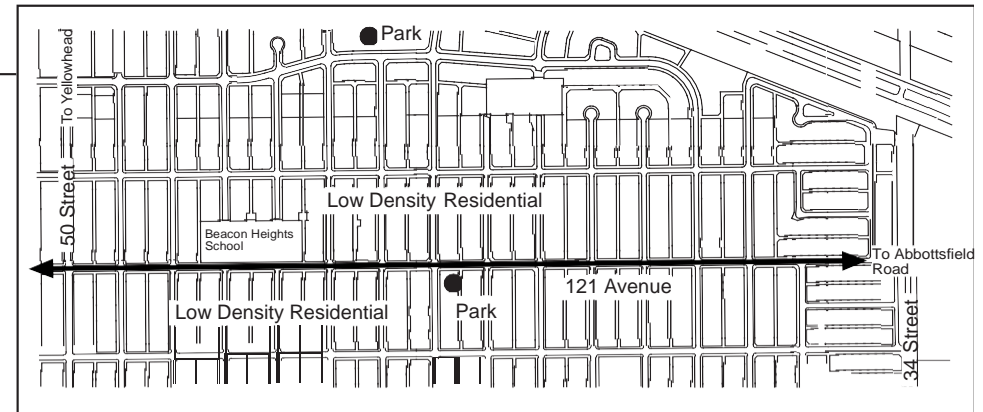 Park
To Yellowhead
50 Street
Low Density Residential
Beacon Heights
School
To Abbottsfield
Road
121 Avenue
Low Density Residential
Park
34 Street